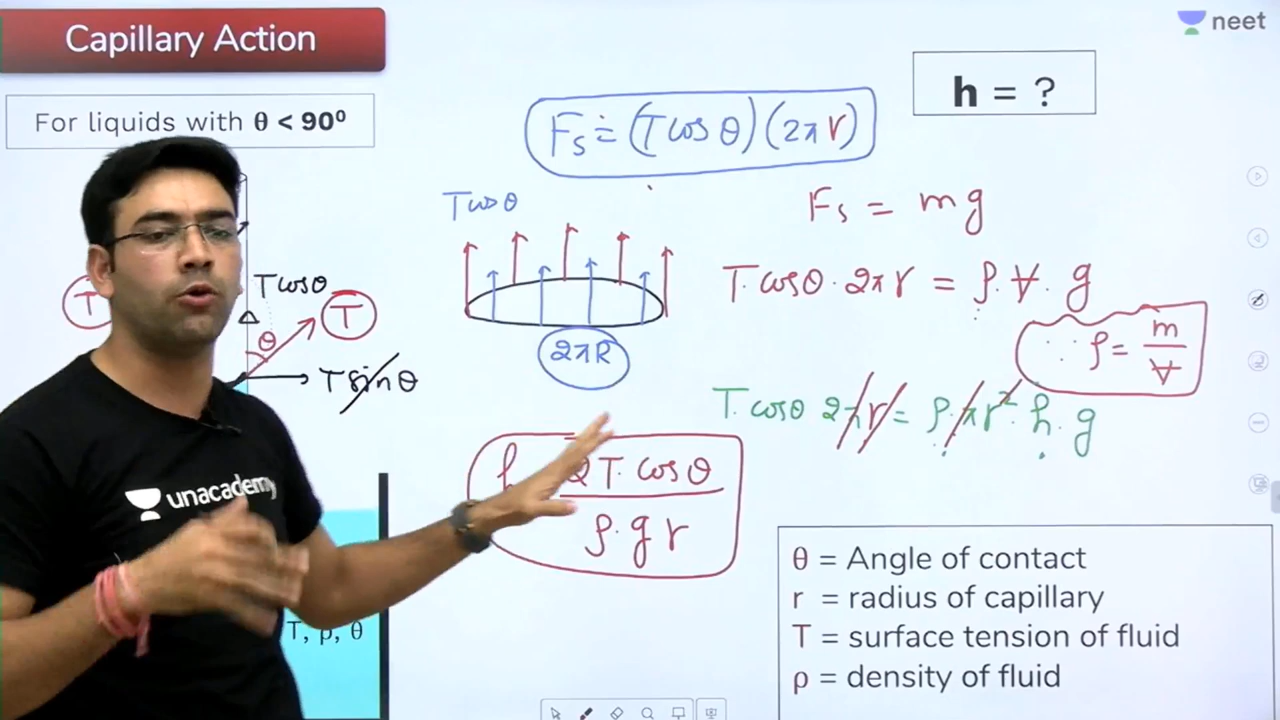 Capillary Action
neet
For liquids with θ < 90⁰
h = ?
Fs = (T cos θ) (2π r)
T cos θ
Fs = mg
T cos θ · 2π r = ρ · V · g
∵ ρ = m/V
T cos θ
T
T
θ
T sin θ
2πR
T · cos θ 2π r = ρ · π r² · h · g
h
2T · cos θ
ρ · g r
unacademy
T, ρ, θ
θ = Angle of contact
r = radius of capillary
T = surface tension of fluid
ρ = density of fluid